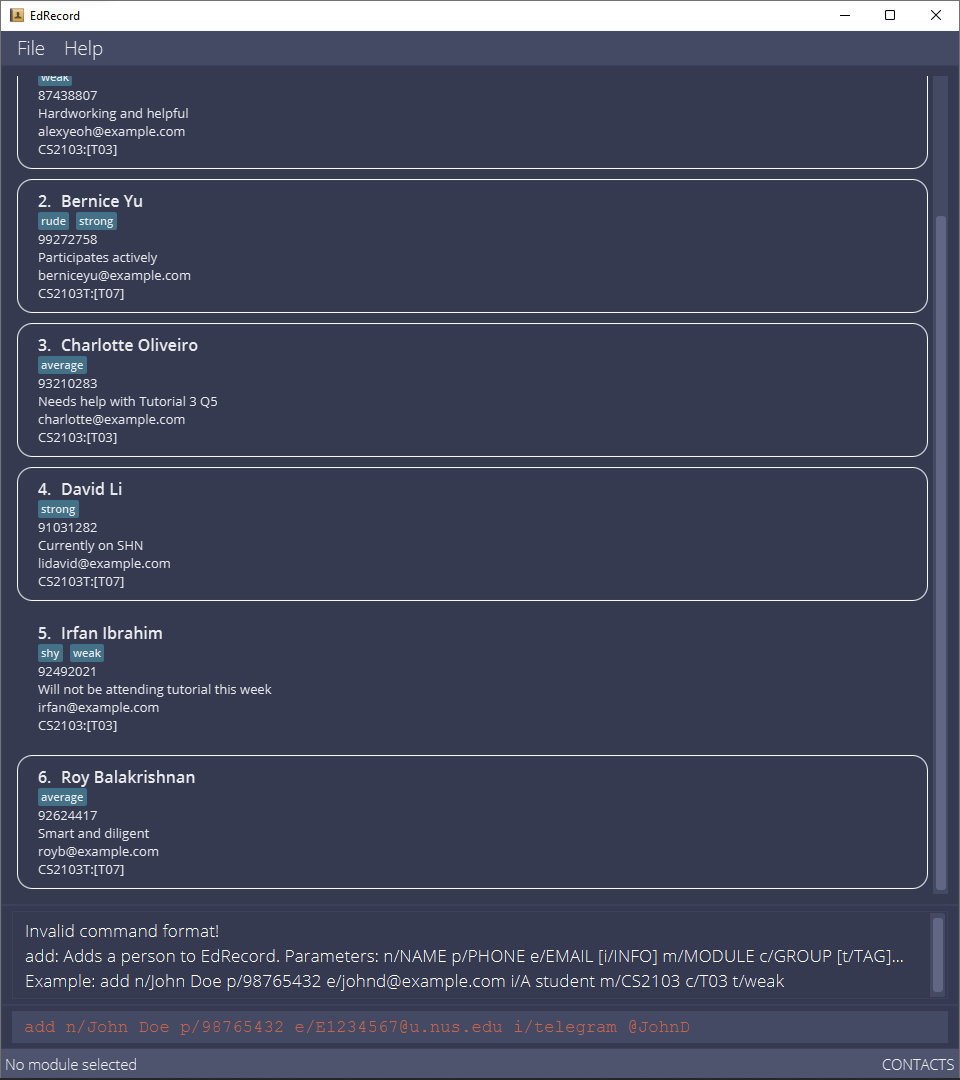 EdRecord
File Help
weak
87438807
Hardworking and helpful
alexyeoh@example.com
CS2103:[T03]
2. Bernice Yu
rude strong
99272758
Participates actively
berniceyu@example.com
CS2103T:[T07]
3. Charlotte Oliveiro
average
93210283
Needs help with Tutorial 3 Q5
charlotte@example.com
CS2103:[T03]
4. David Li
strong
91031282
Currently on SHN
lidavid@example.com
CS2103T:[T07]
5. Irfan Ibrahim
shy weak
92492021
Will not be attending tutorial this week
irfan@example.com
CS2103:[T03]
6. Roy Balakrishnan
average
92624417
Smart and diligent
royb@example.com
CS2103T:[T07]
Invalid command format!
add: Adds a person to EdRecord. Parameters: n/NAME p/PHONE e/EMAIL [i/INFO] m/MODULE c/GROUP [t/TAG]...
Example: add n/John Doe p/98765432 e/johnd@example.com i/A student m/CS2103 c/T03 t/weak
add n/John Doe p/98765432 e/E1234567@u.nus.edu i/telegram @JohnD
No module selected CONTACTS